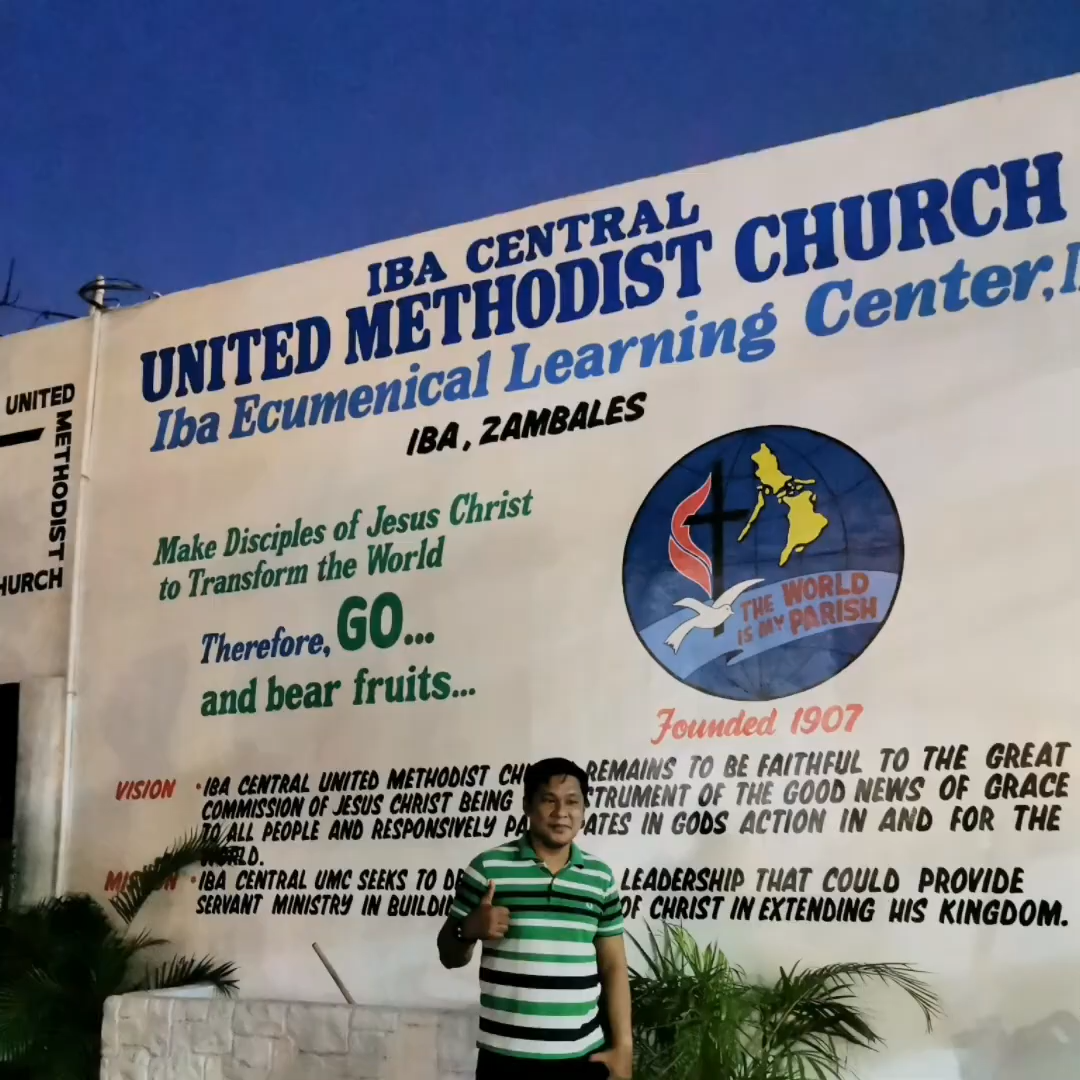 IBA CENTRAL
UNITED METHODIST CHURCH
Iba Ecumenical Learning Center,
IBA, ZAMBALES
UNITED
METHODIST
Make Disciples of Jesus Christ
to Transform the World
Therefore, GO...
and bear fruits...
THE WORLD
IS MY PARISH
Founded 1907
VISION • IBA CENTRAL UNITED METHODIST REMAINS TO BE FAITHFUL TO THE GREAT
COMMISSION OF JESUS CHRIST BEING OF THE GOOD NEWS OF GRACE
TO ALL PEOPLE AND RESPONSIVELY IN GODS ACTION IN AND FOR THE
WORLD.
• IBA CENTRAL UMC SEEKS TO LEADERSHIP THAT COULD PROVIDE
SERVANT MINISTRY IN OF CHRIST IN EXTENDING HIS KINGDOM.